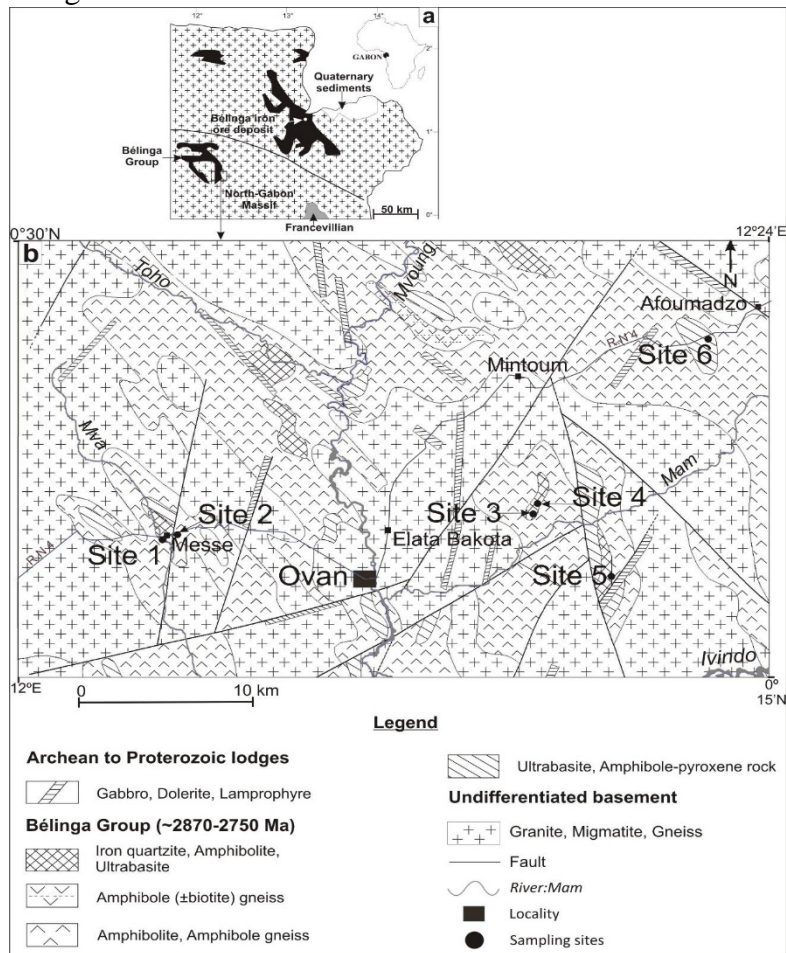 a
12° 13° 14°
2°
GABON
Quaternary
sediments
Bélinga iron
ore deposit
1°
Bélinga
Group
North-Gabon
Massif
Francevillian
50 km
0°
0°30'N
12°24'E
b
N
Toho
Mvoung
Afoumadzo
R.N 4
Site 6
Mintoum
Mva
Mam
Site 4
Site 3
Site 2
Elata Bakota
Site 1
Messe
R.N 4
Ovan
Site 5
Ivindo
12°E
0°
15'N
0 10 km
Legend
Archean to Proterozoic lodges
Gabbro, Dolerite, Lamprophyre
Bélinga Group (~2870-2750 Ma)
Iron quartzite, Amphibolite,
Ultrabasite
Amphibole (±biotite) gneiss
Amphibolite, Amphibole gneiss
Ultrabasite, Amphibole-pyroxene rock
Undifferentiated basement
Granite, Migmatite, Gneiss
Fault
River:Mam
Locality
Sampling sites